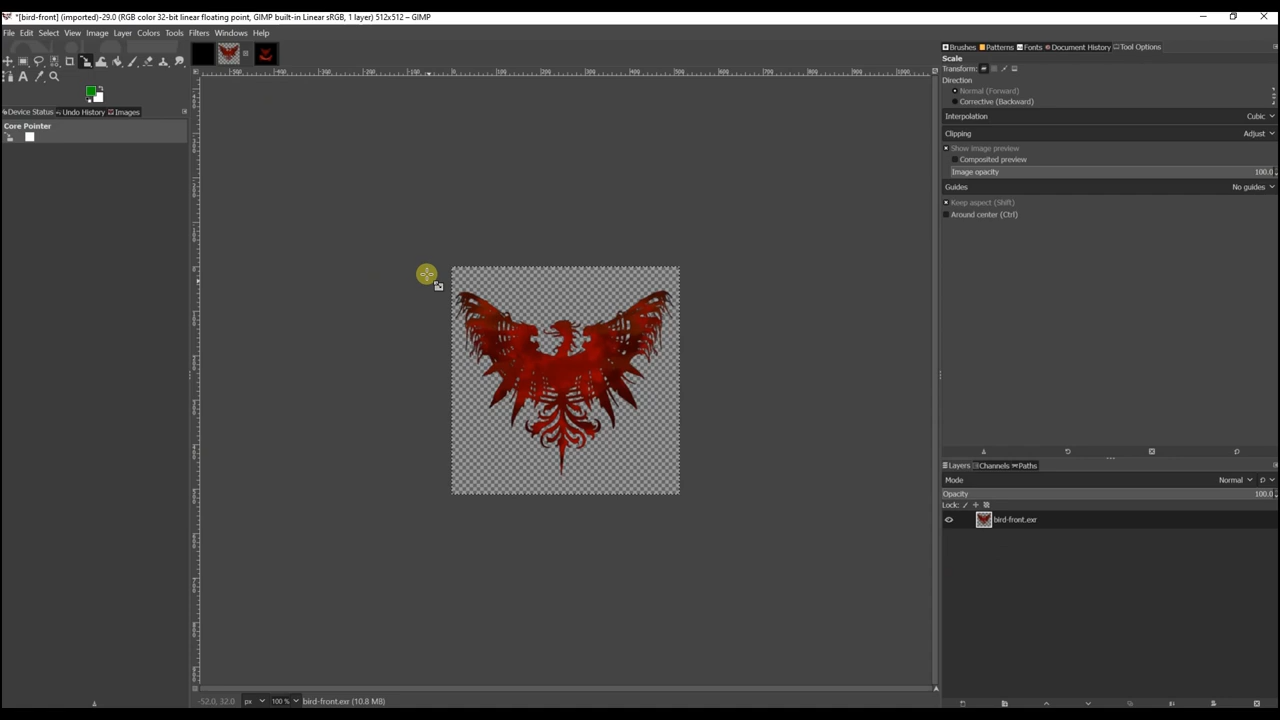 *[bird-front] (imported)-29.0 (RGB color 32-bit linear floating point, GIMP built-in Linear sRGB, 1 layer) 512x512 – GIMP
File Edit Select View Image Layer Colors Tools Filters Windows Help
Brushes Patterns Fonts Document History Tool Options
Scale
Transform:
Direction
Normal (Forward)
Corrective (Backward)
Interpolation Cubic
Clipping Adjust
Show image preview
Composited preview
Image opacity 100.0
Guides No guides
Keep aspect (Shift)
Around center (Ctrl)
Device Status Undo History Images
Core Pointer
Layers Channels Paths
Mode Normal
Opacity 100.0
Lock:
bird-front.exr
-52.0, 32.0 px 100 % bird-front.exr (10.8 MB)